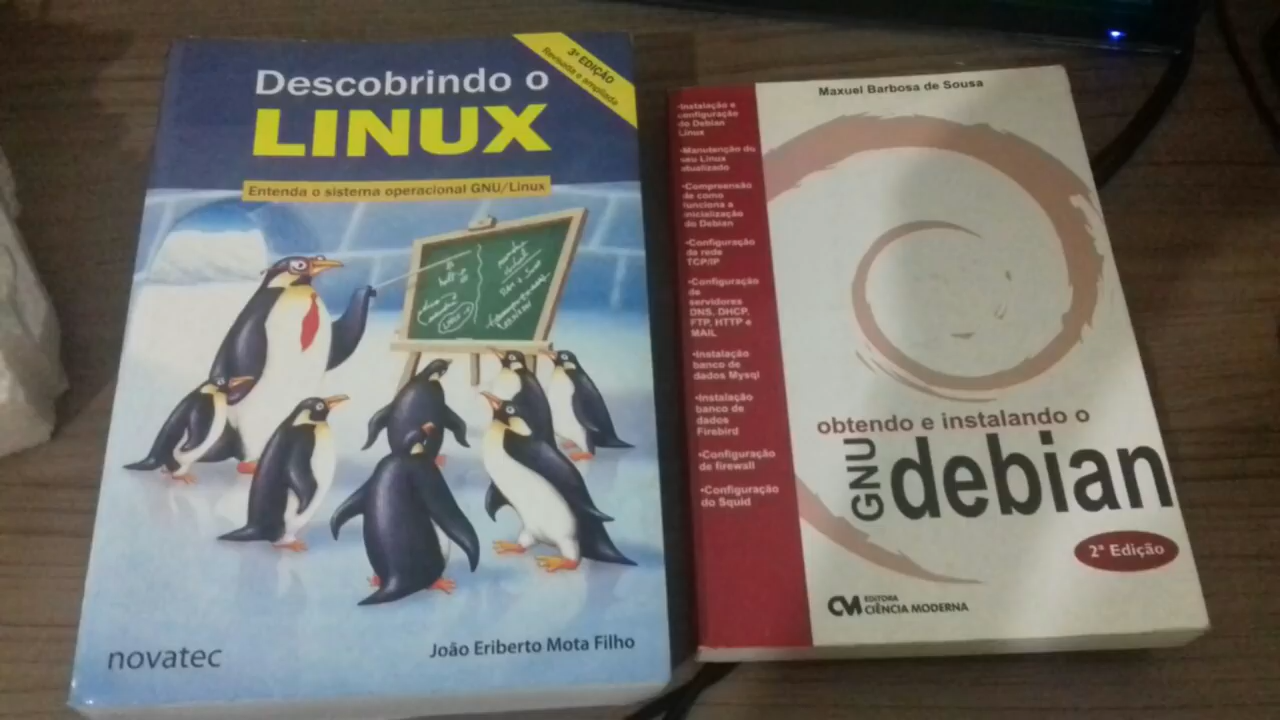 3ª EDIÇÃO
Revisada e ampliada
Descobrindo o
LINUX
Entenda o sistema operacional GNU/Linux
novatec
João Eriberto Mota Filho
Maxuel Barbosa de Sousa
•Instalação e
configuração
do Debian
Linux
•Manutenção do
seu Linux
atualizado
•Compreensão
de como
funciona a
inicialização
do Debian
•Configuração
da rede
TCP/IP
•Configuração
de
servidores
DNS, DHCP,
FTP, HTTP e
MAIL
•Instalação
banco de
dados Mysql
•Instalação
banco de
dados
Firebird
•Configuração
de firewall
•Configuração
do Squid
obtendo e instalando o
GNU
debian
2ª Edição
CM EDITORA
CIÊNCIA MODERNA